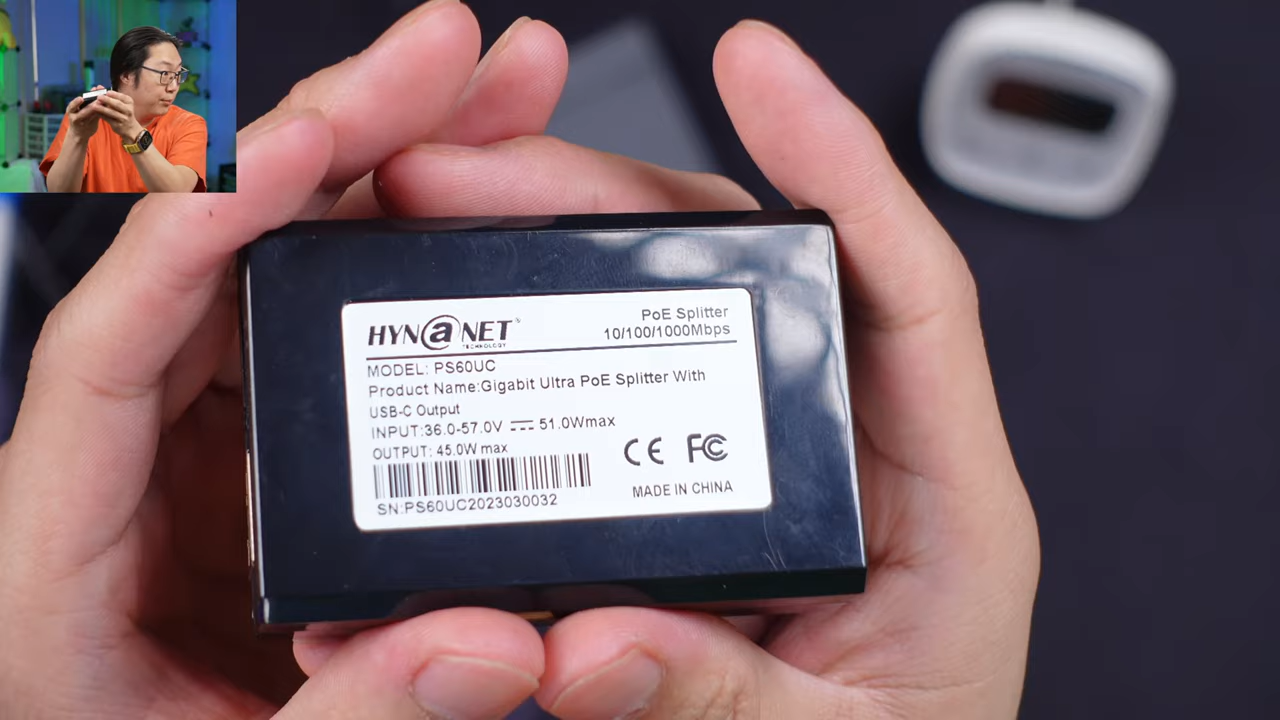 HYN@NET®
TECHNOLOGY
PoE Splitter
10/100/1000Mbps
MODEL: PS60UC
Product Name:Gigabit Ultra PoE Splitter With
USB-C Output
INPUT:36.0-57.0V ⎓ 51.0Wmax
OUTPUT: 45.0W max
CE FC
SN:PS60UC2023030032
MADE IN CHINA